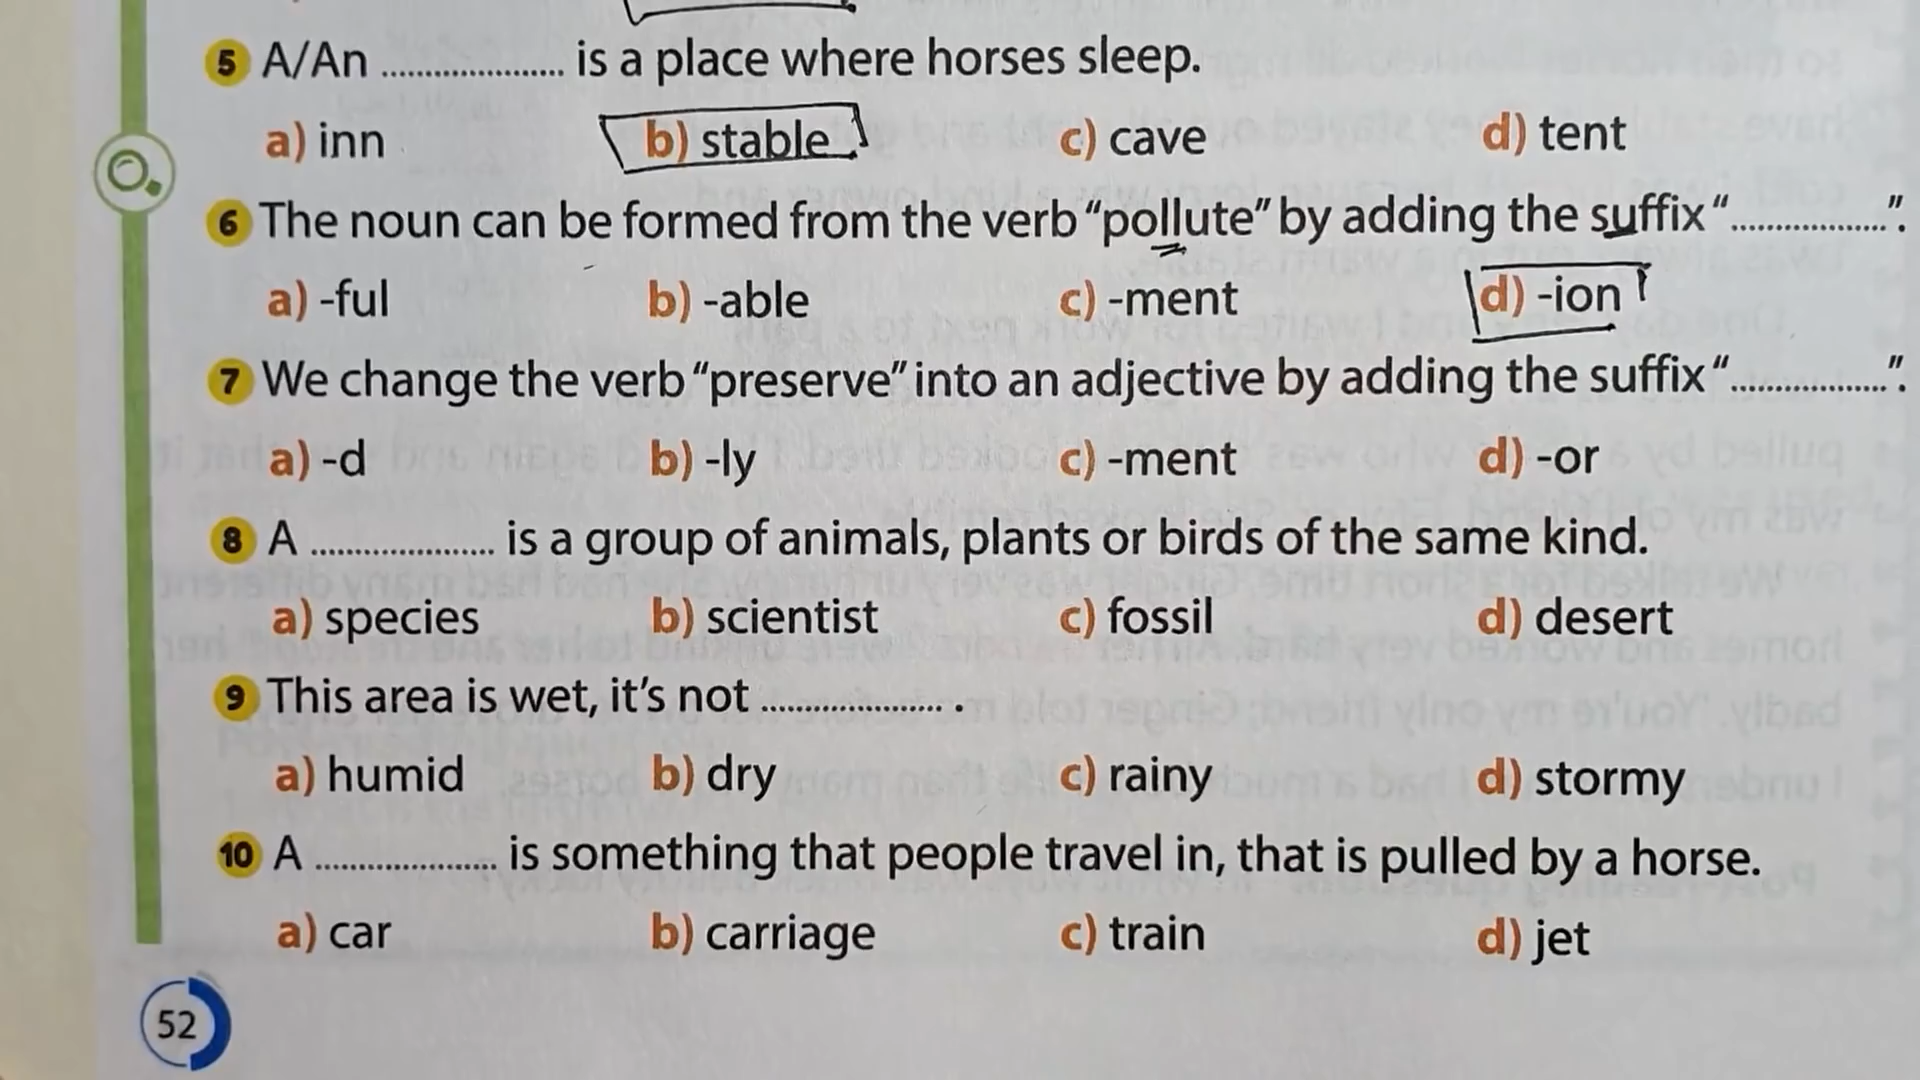 5 A/An .................... is a place where horses sleep.
a) inn b) stable c) cave d) tent
6 The noun can be formed from the verb “pollute” by adding the suffix “..................”.
a) -ful b) -able c) -ment d) -ion
7 We change the verb “preserve” into an adjective by adding the suffix “..................”.
a) -d b) -ly c) -ment d) -or
8 A .................... is a group of animals, plants or birds of the same kind.
a) species b) scientist c) fossil d) desert
9 This area is wet, it’s not .................... .
a) humid b) dry c) rainy d) stormy
10 A .................... is something that people travel in, that is pulled by a horse.
a) car b) carriage c) train d) jet
52